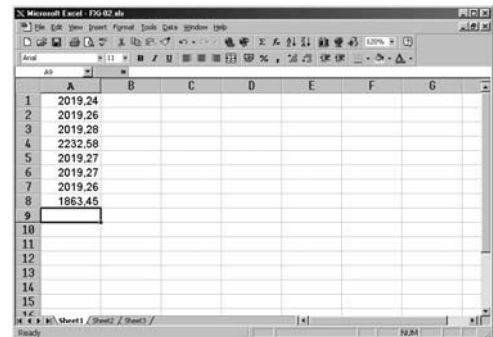 Microsoft Excel - FIG-02.xls
File Edit View Insert Format Tools Data Window Help
120%
Arial 11 B I U % ,
A9 =
A B C D E F G
1 2019,24
2 2019,26
3 2019,28
4 2232,58
5 2019,27
6 2019,27
7 2019,26
8 1863,45
9
10
11
12
13
14
15
16
Sheet1 / Sheet2 / Sheet3 /
Ready NUM